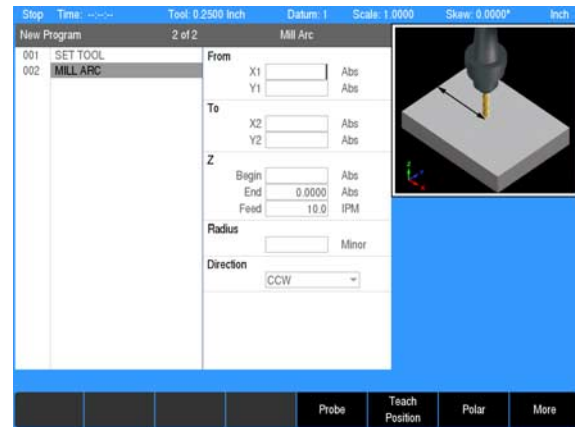 Stop Time: --:--:-- Tool: 0.2500 Inch Datum: 1 Scale: 1.0000 Skew: 0.0000° Inch
New Program 2 of 2 Mill Arc
001 SET TOOL
002 MILL ARC
From
X1 Abs
Y1 Abs
To
X2 Abs
Y2 Abs
Z
Begin Abs
End 0.0000 Abs
Feed 10.0 IPM
Radius
Minor
Direction
CCW
Probe
Teach Position
Polar
More